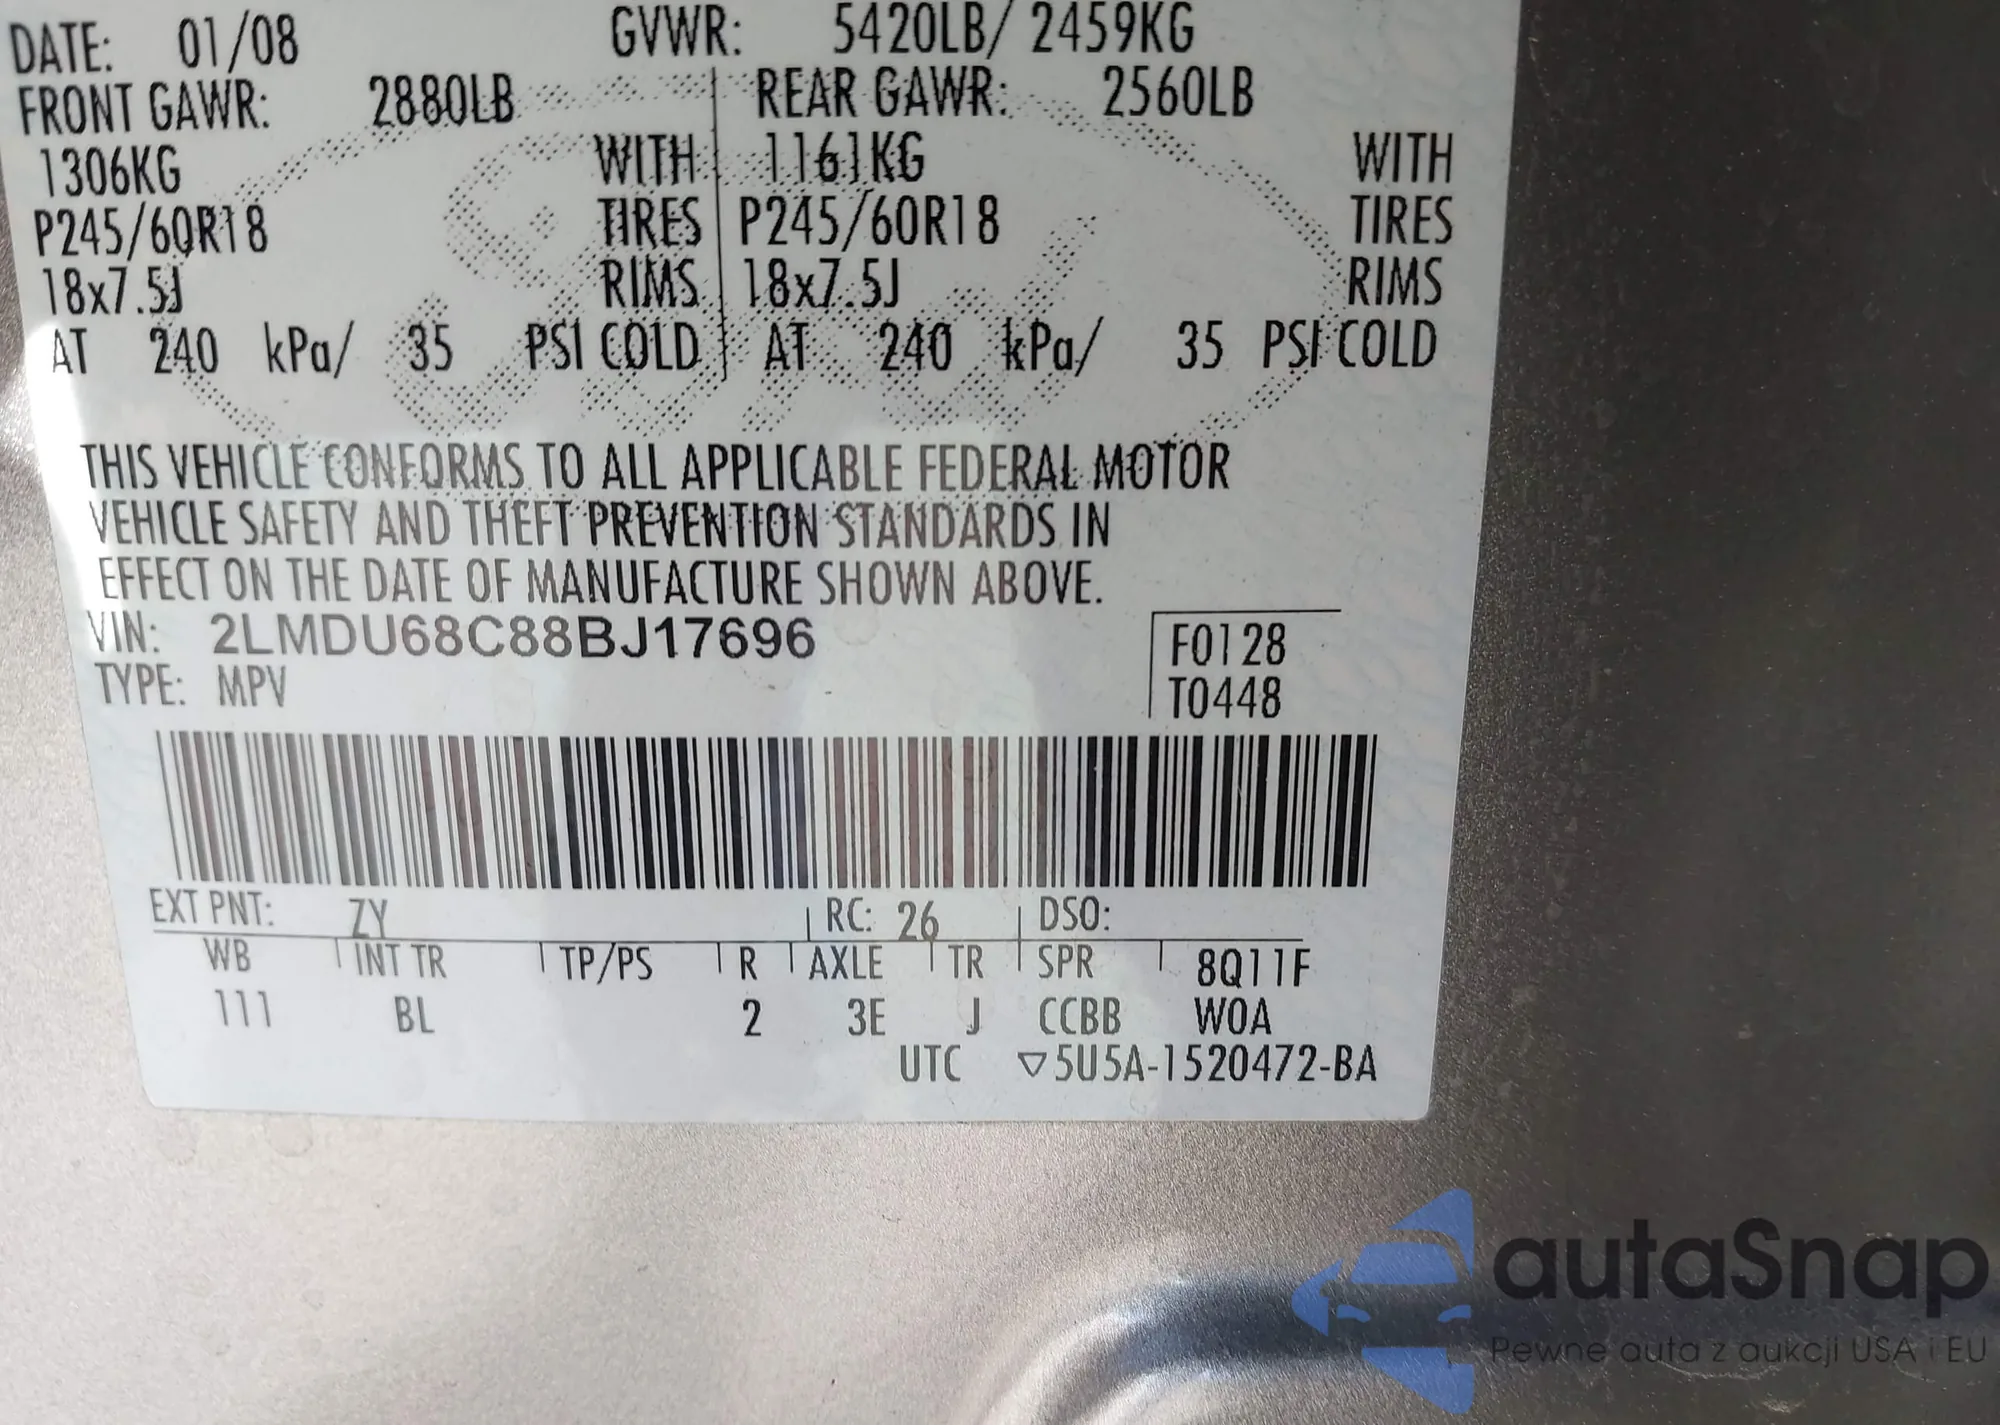 DATE: 01/08 GVWR: 5420LB/ 2459KG
FRONT GAWR: 2880LB REAR GAWR: 2560LB
1306KG WITH 1161KG WITH
P245/60R18 TIRES P245/60R18 TIRES
18x7.5J RIMS 18x7.5J RIMS
AT 240 kPa/ 35 PSI COLD AT 240 kPa/ 35 PSI COLD
THIS VEHICLE CONFORMS TO ALL APPLICABLE FEDERAL MOTOR
VEHICLE SAFETY AND THEFT PREVENTION STANDARDS IN
EFFECT ON THE DATE OF MANUFACTURE SHOWN ABOVE.
VIN: 2LMDU68C88BJ17696 F0128
TYPE: MPV T0448
EXT PNT: ZY RC: 26 DSO:
WB INT TR TP/PS R AXLE TR SPR 8Q11F
111 BL 2 3E J CCBB W0A
UTC ▽5U5A-1520472-BA
autaSnap
Pewne auta z aukcji USA i EU